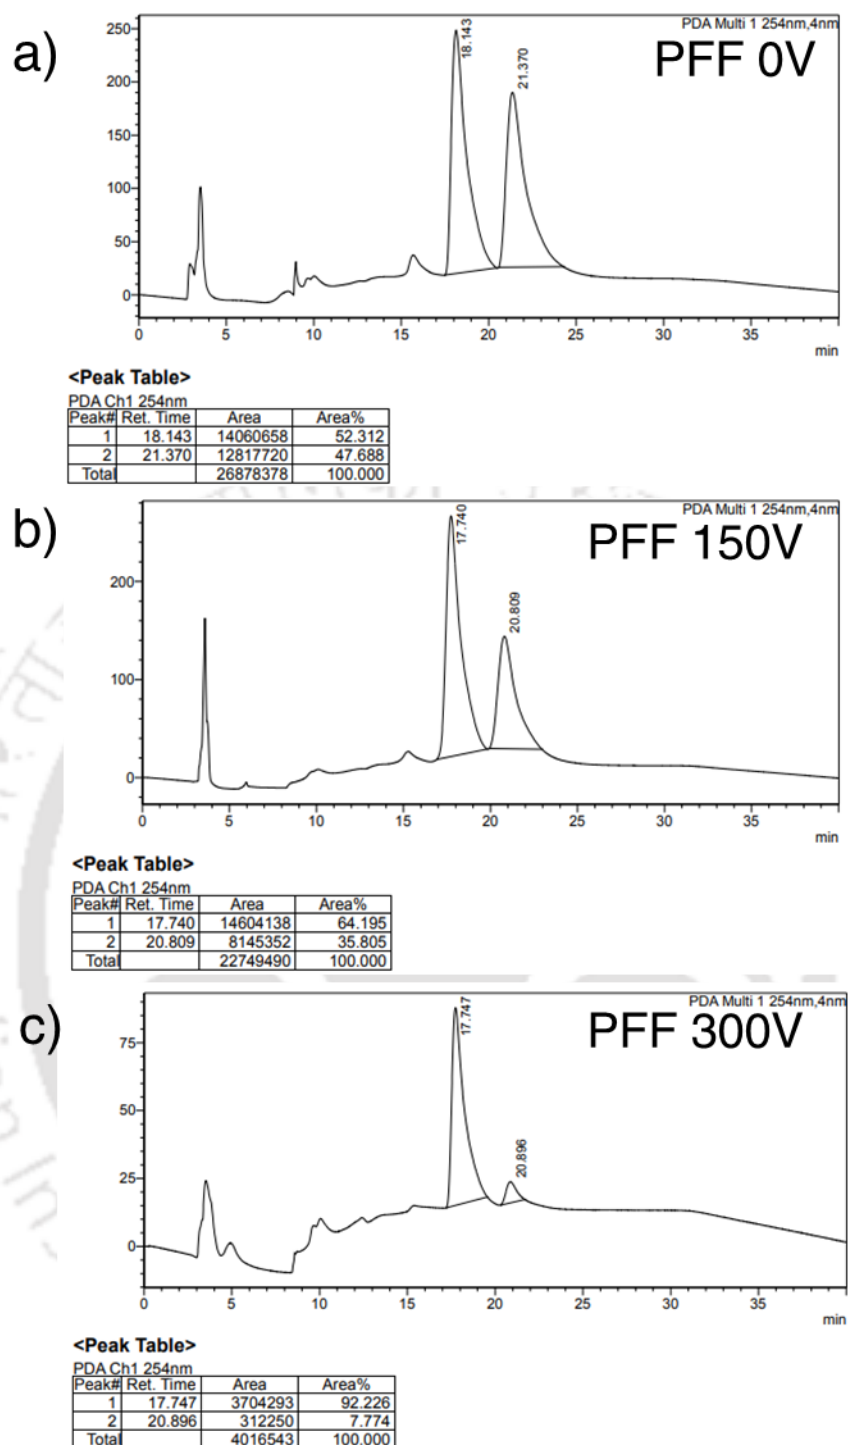 a)
PDA Multi 1 254nm,4nm
PFF 0V
18.143
21.370
250
200
150
100
50
0
0 5 10 15 20 25 30 35
min
<Peak Table>
PDA Ch1 254nm
Peak# Ret. Time Area Area%
1 18.143 14060658 52.312
2 21.370 12817720 47.688
Total 26878378 100.000
b)
PDA Multi 1 254nm,4nm
PFF 150V
17.740
20.809
200
100
0
0 5 10 15 20 25 30 35
min
<Peak Table>
PDA Ch1 254nm
Peak# Ret. Time Area Area%
1 17.740 14604138 64.195
2 20.809 8145352 35.805
Total 22749490 100.000
c)
PDA Multi 1 254nm,4nm
PFF 300V
17.747
20.896
75
50
25
0
0 5 10 15 20 25 30 35
min
<Peak Table>
PDA Ch1 254nm
Peak# Ret. Time Area Area%
1 17.747 3704293 92.226
2 20.896 312250 7.774
Total 4016543 100.000